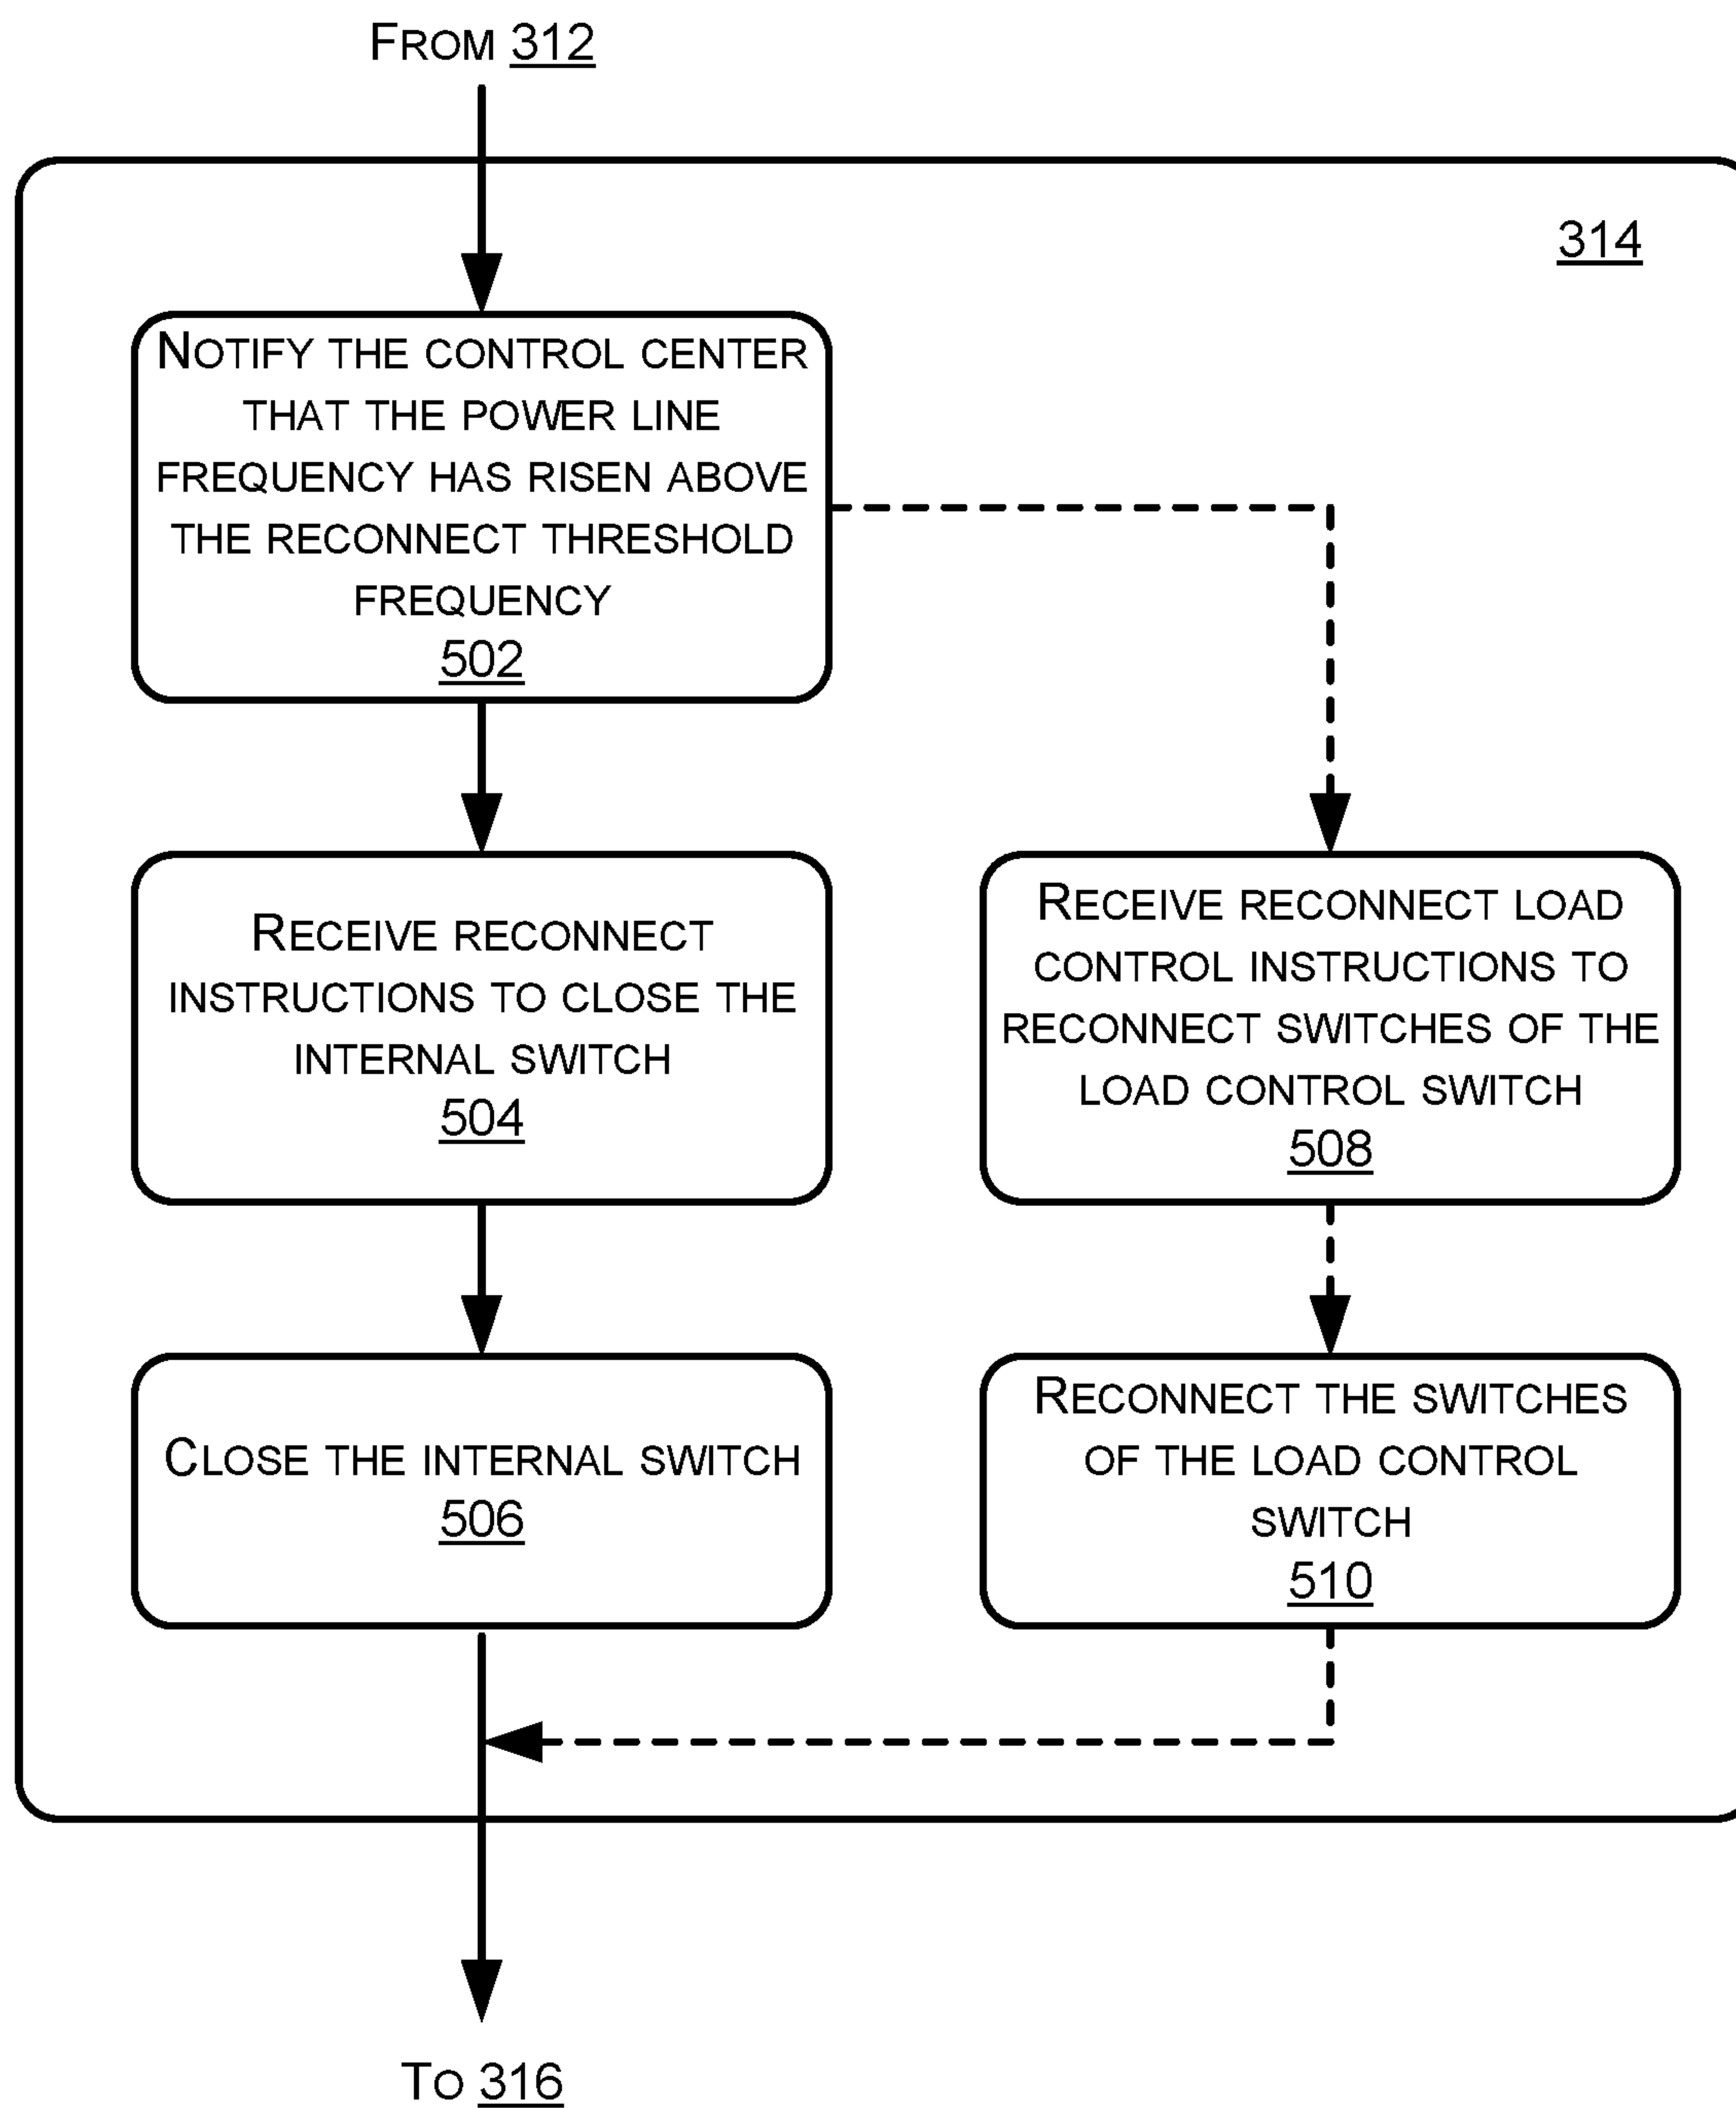 From 312
314
Notify the control center
that the power line
frequency has risen above
the reconnect threshold
frequency
502
Receive reconnect
instructions to close the
internal switch
504
Receive reconnect load
control instructions to
reconnect switches of the
load control switch
508
Close the internal switch
506
Reconnect the switches
of the load control
switch
510
To 316